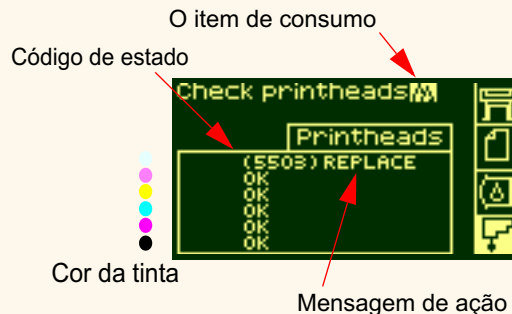 O item de consumo
Código de estado
Check printheads
Printheads
(5503) REPLACE
OK
OK
OK
OK
OK
Cor da tinta
Mensagem de ação